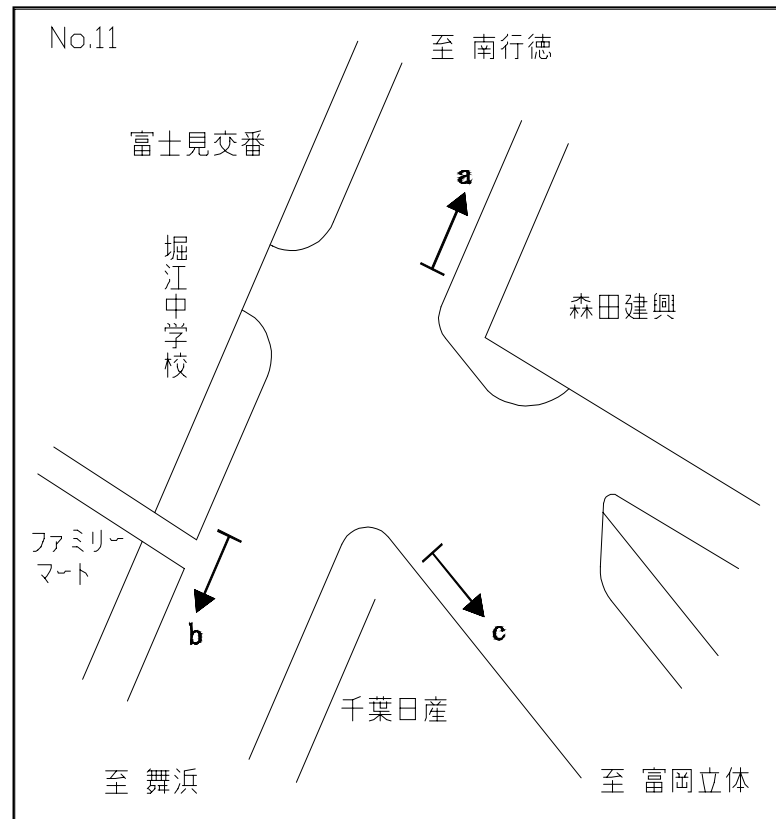 No.11
至 南行徳
富士見交番
a
堀江中学校
森田建興
ファミリー
マート
b
c
千葉日産
至 舞浜
至 富岡立体